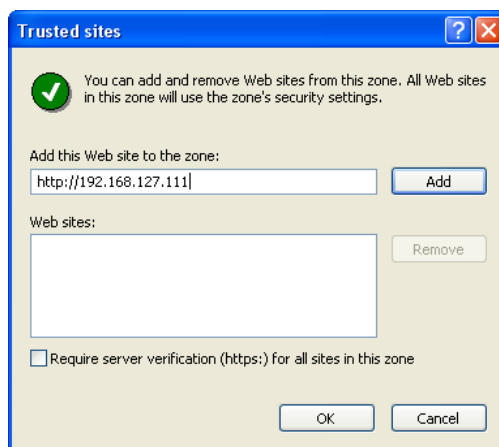 Trusted sites
You can add and remove Web sites from this zone. All Web sites
in this zone will use the zone's security settings.
Add this Web site to the zone:
http://192.168.127.111
Add
Web sites:
Remove
Require server verification (https:) for all sites in this zone
OK
Cancel